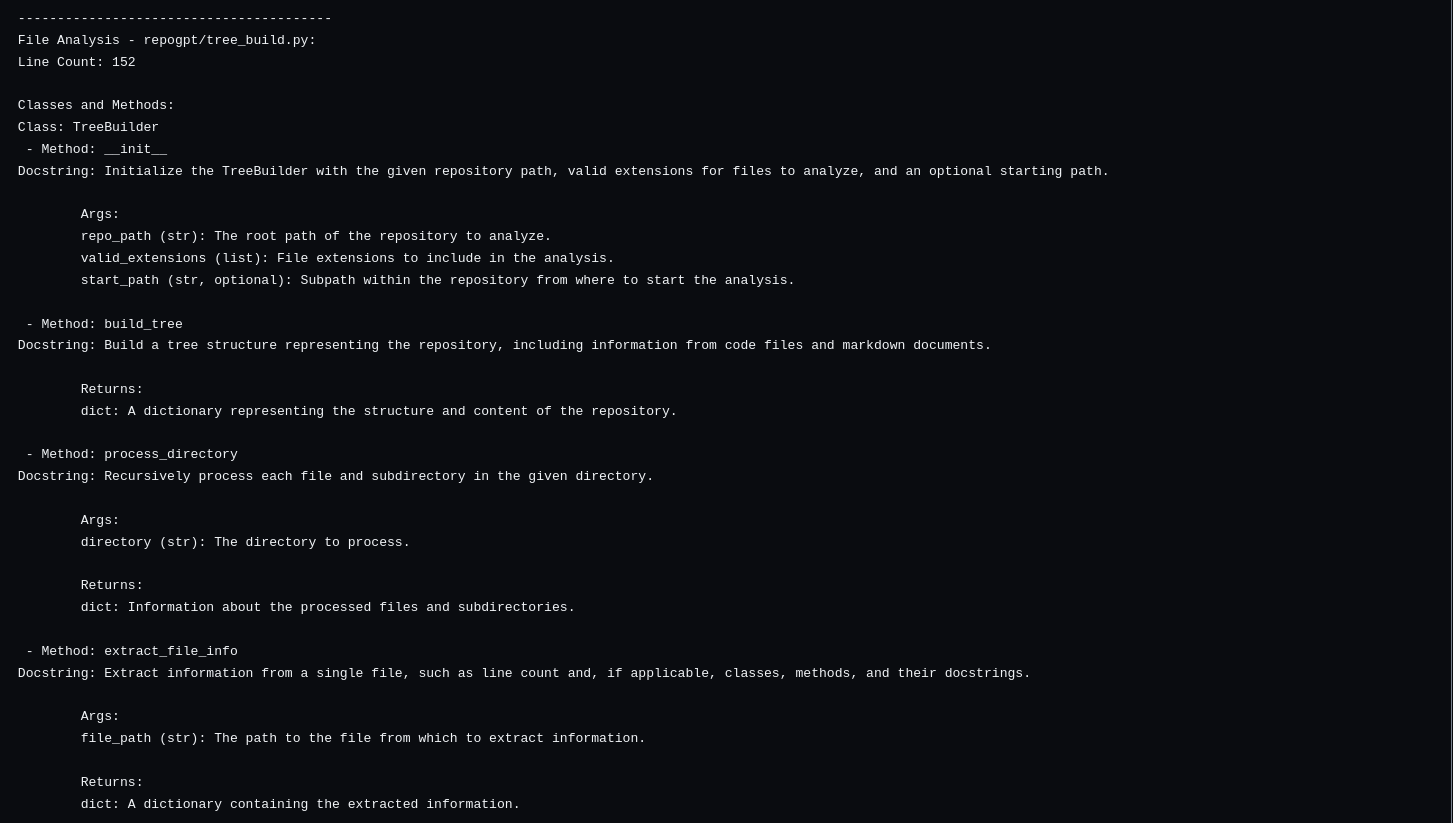 ----------------------------------------
File Analysis - repogpt/tree_build.py:
Line Count: 152
Classes and Methods:
Class: TreeBuilder
- Method: __init__
Docstring: Initialize the TreeBuilder with the given repository path, valid extensions for files to analyze, and an optional starting path.
Args:
repo_path (str): The root path of the repository to analyze.
valid_extensions (list): File extensions to include in the analysis.
start_path (str, optional): Subpath within the repository from where to start the analysis.
- Method: build_tree
Docstring: Build a tree structure representing the repository, including information from code files and markdown documents.
Returns:
dict: A dictionary representing the structure and content of the repository.
- Method: process_directory
Docstring: Recursively process each file and subdirectory in the given directory.
Args:
directory (str): The directory to process.
Returns:
dict: Information about the processed files and subdirectories.
- Method: extract_file_info
Docstring: Extract information from a single file, such as line count and, if applicable, classes, methods, and their docstrings.
Args:
file_path (str): The path to the file from which to extract information.
Returns:
dict: A dictionary containing the extracted information.